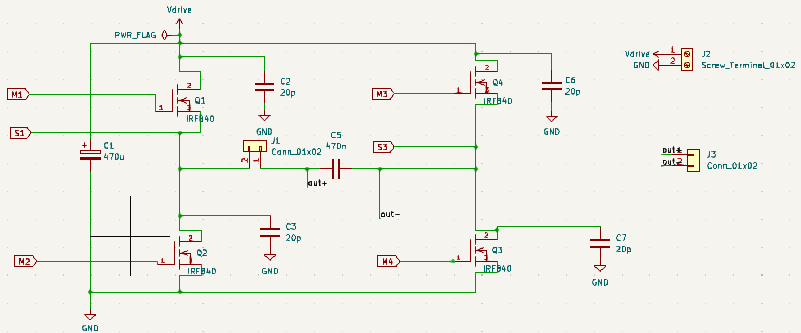 Vdrive
PWR_FLAG
M1
2
1
3
Q1
IRF840
C2
20p
GND
S1
C1
470u
+
J1
Conn_01x02
2
1
C5
470n
out+
out-
M3
2
1
Q4
IRF840
C6
20p
GND
S3
M2
2
1
Q2
IRF840
C3
20p
GND
M4
2
1
Q3
IRF840
C7
20p
GND
GND
Vdrive
1
GND
2
J2
Screw_Terminal_01x02
out+
1
out-
2
J3
Conn_01x02